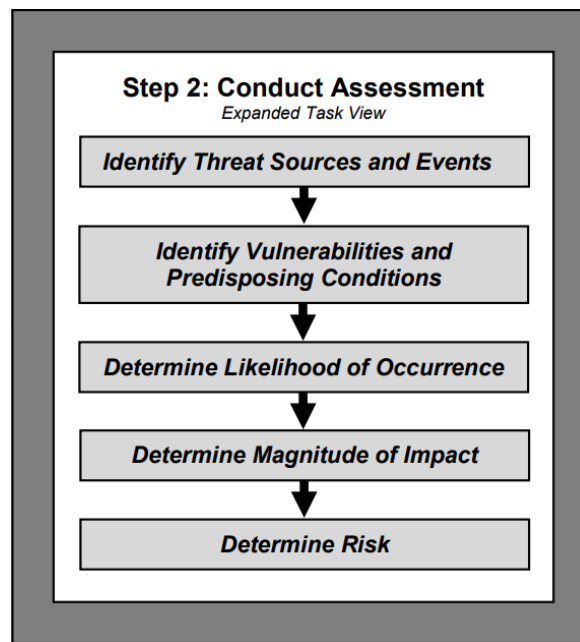 Step 2: Conduct Assessment
Expanded Task View
Identify Threat Sources and Events
Identify Vulnerabilities and
Predisposing Conditions
Determine Likelihood of Occurrence
Determine Magnitude of Impact
Determine Risk